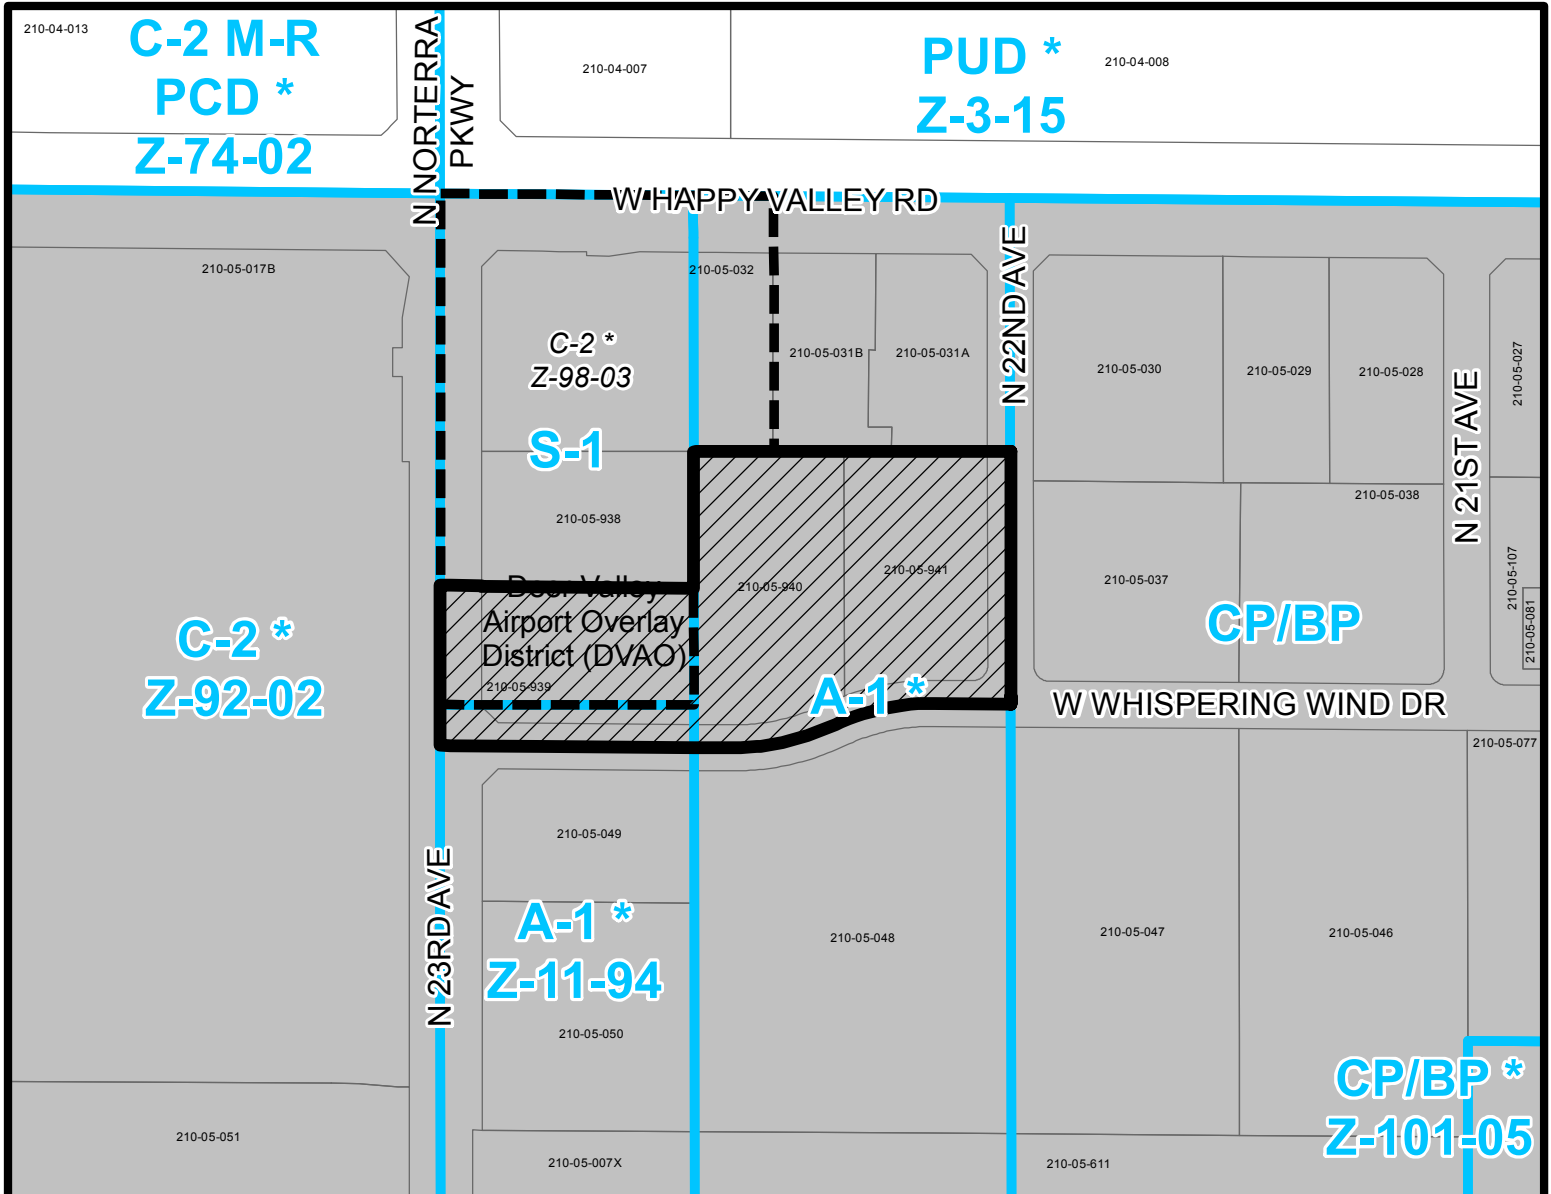 210-04-013
C-2 M-R
PCD *
Z-74-02
N NORTERRA
PKWY
210-04-007
PUD *
Z-3-15
210-04-008
W HAPPY VALLEY RD
210-05-017B
210-05-032
C-2 *
Z-98-03
S-1
210-05-031B
210-05-031A
N 22ND AVE
210-05-030
210-05-029
210-05-028
210-05-027
N 21ST AVE
210-05-938
210-05-038
210-05-940
210-05-941
210-05-037
210-05-107
210-05-081
Deer Valley
Airport Overlay
District (DVAO)
210-05-939
C-2 *
Z-92-02
A-1 *
CP/BP
W WHISPERING WIND DR
210-05-077
210-05-049
N 23RD AVE
A-1 *
Z-11-94
210-05-048
210-05-047
210-05-046
210-05-050
CP/BP *
Z-101-05
210-05-051
210-05-007X
210-05-611